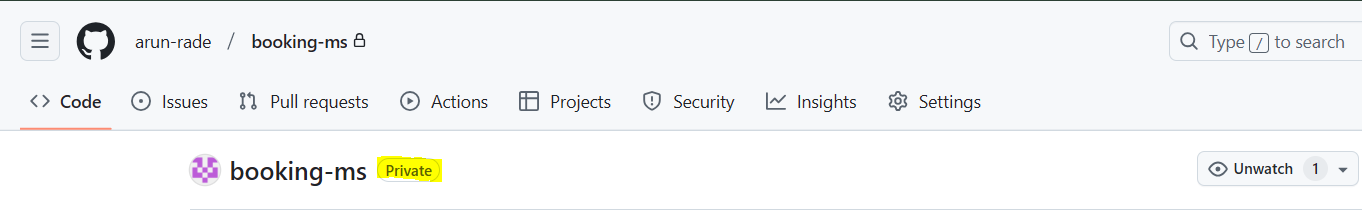 arun-rade / booking-ms Type / to search
Code Issues Pull requests Actions Projects Security Insights Settings
booking-ms Private Unwatch 1